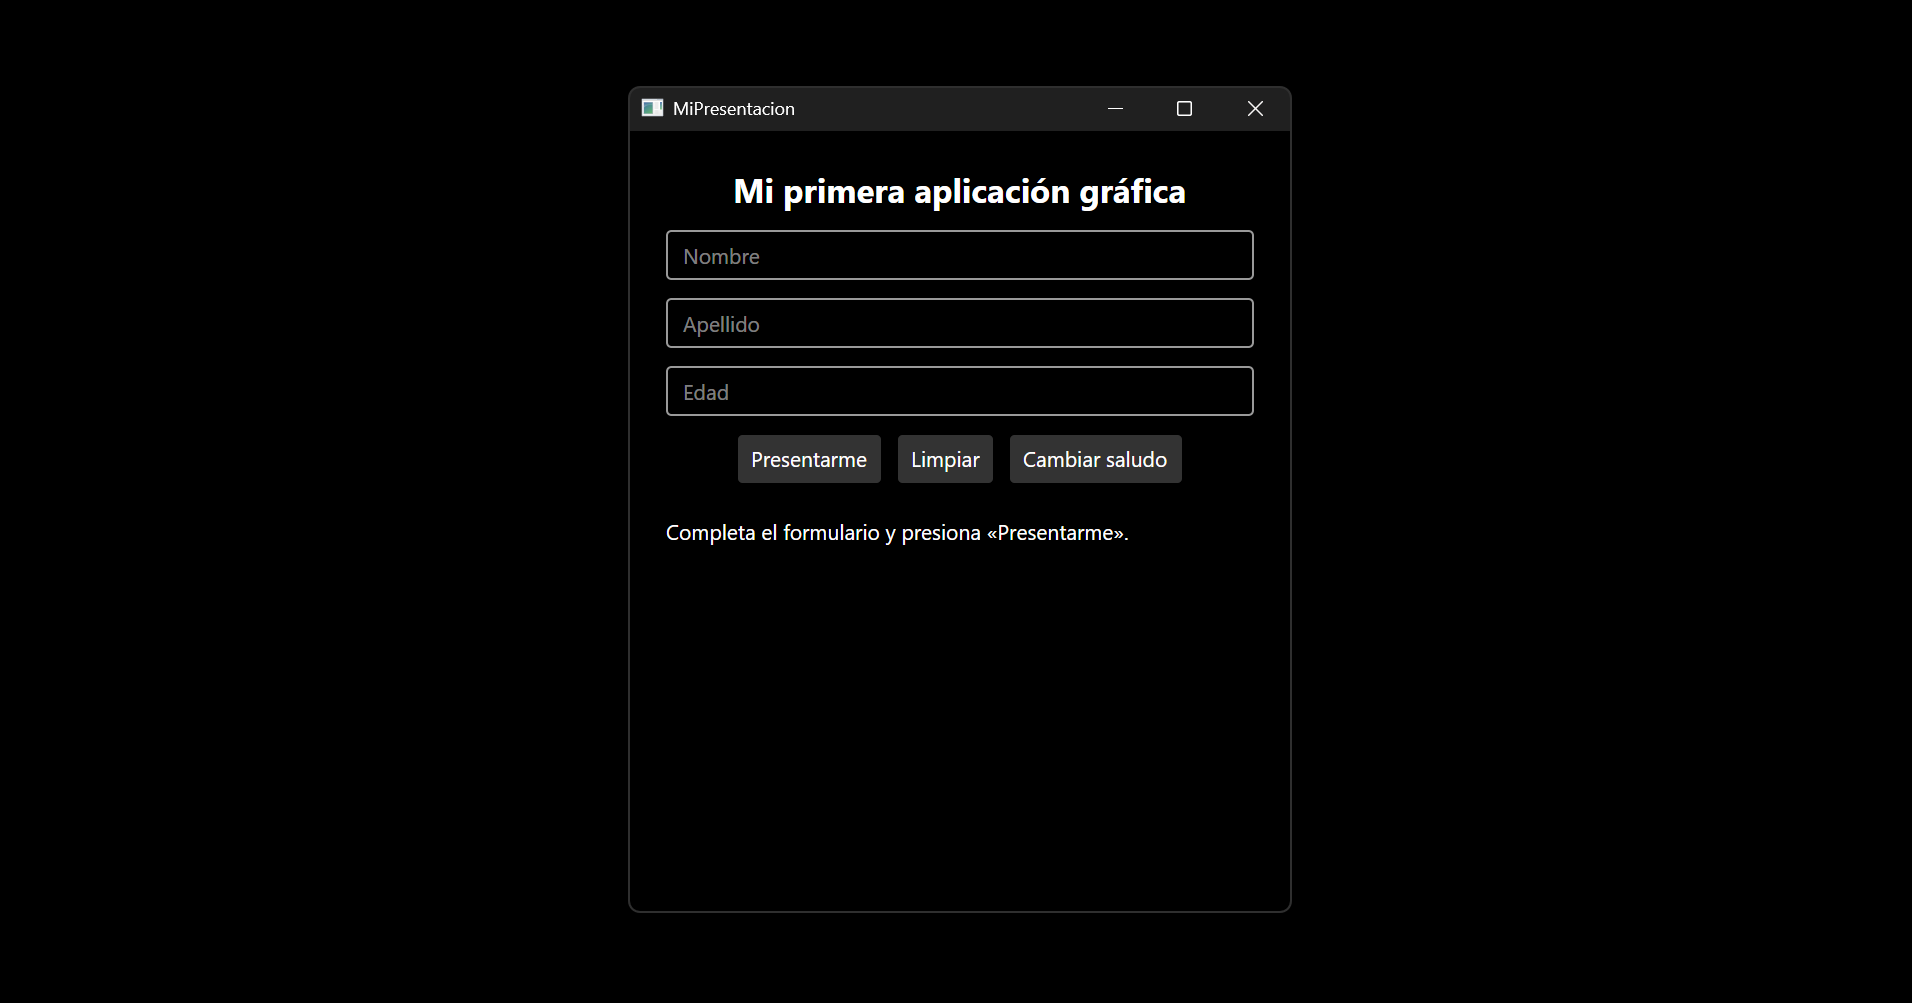 MiPresentacion
Mi primera aplicación gráfica
Nombre
Apellido
Edad
Presentarme Limpiar Cambiar saludo
Completa el formulario y presiona «Presentarme».